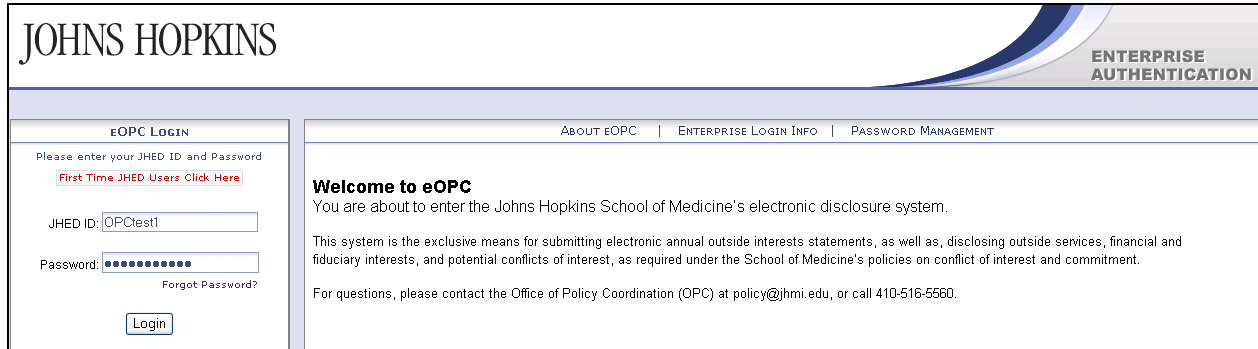 JOHNS HOPKINS
ENTERPRISE
AUTHENTICATION
EOPC LOGIN
Please enter your JHED ID and Password
First Time JHED Users Click Here
JHED ID: OPCtest1
Password: ●●●●●●●●●●●
Forgot Password?
Login
ABOUT EOPC | ENTERPRISE LOGIN INFO | PASSWORD MANAGEMENT
Welcome to eOPC
You are about to enter the Johns Hopkins School of Medicine's electronic disclosure system.
This system is the exclusive means for submitting electronic annual outside interests statements, as well as, disclosing outside services, financial and
fiduciary interests, and potential conflicts of interest, as required under the School of Medicine's policies on conflict of interest and commitment.
For questions, please contact the Office of Policy Coordination (OPC) at policy@jhmi.edu, or call 410-516-5560.